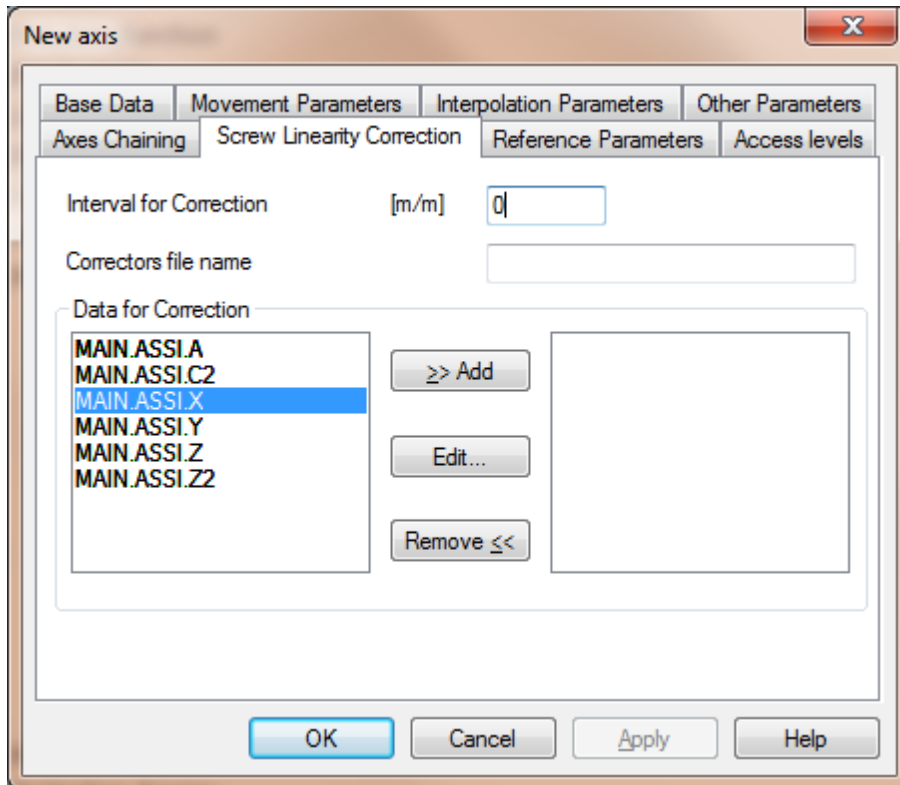 New axis
Base Data Movement Parameters Interpolation Parameters Other Parameters
Axes Chaining Screw Linearity Correction Reference Parameters Access levels
Interval for Correction [m/m] 0
Correctors file name
Data for Correction
MAIN.ASSI.A
MAIN.ASSI.C2
MAIN.ASSI.X
MAIN.ASSI.Y
MAIN.ASSI.Z
MAIN.ASSI.Z2
>> Add
Edit...
Remove <<
OK Cancel Apply Help